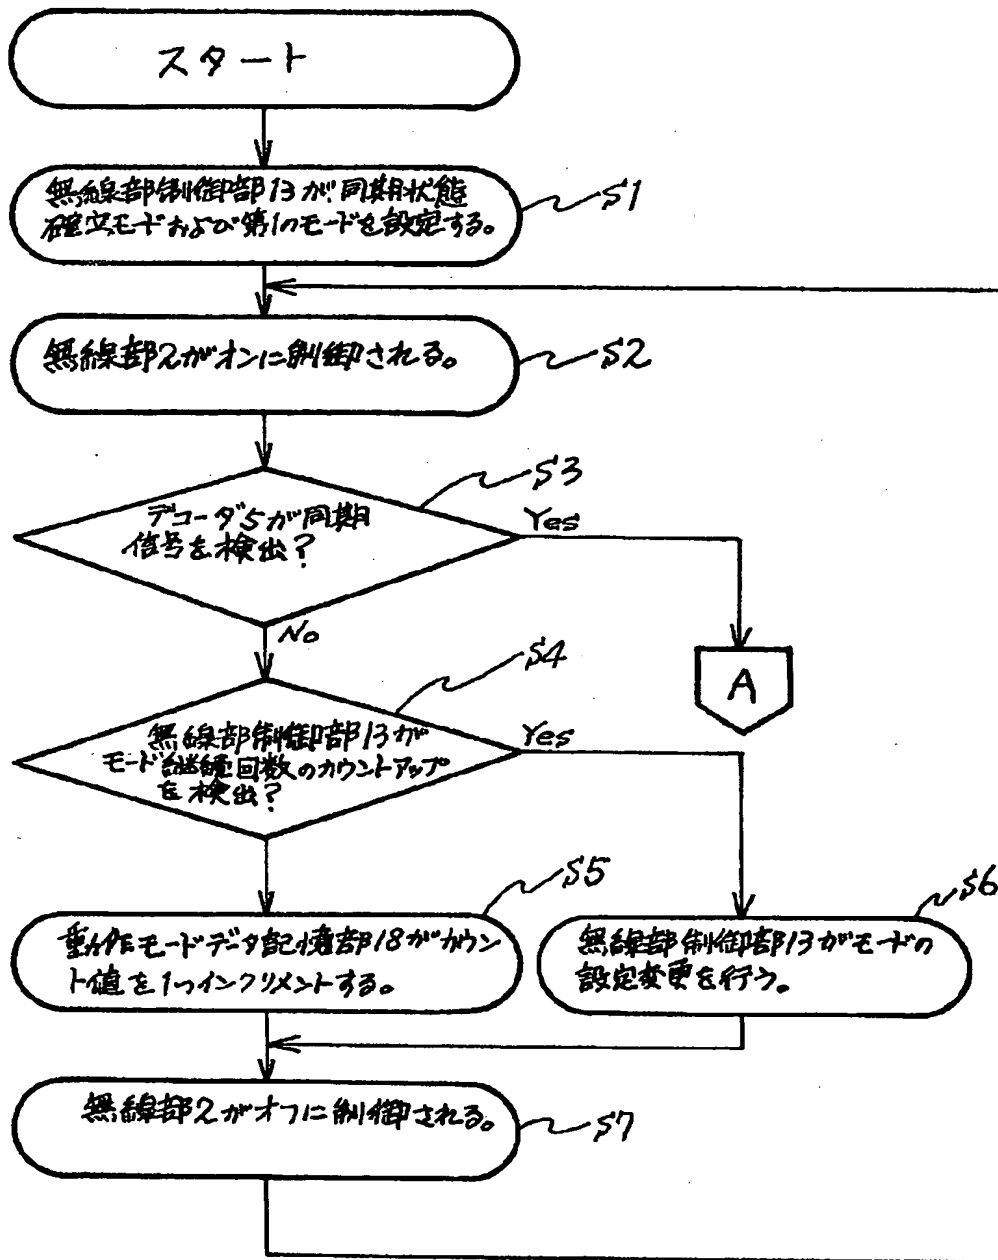 スタート
無線部制御部13が、同期状態
確立モードおよび第1のモードを設定する。
S1
無線部2がオンに制御される。
S2
S3
デコーダ5が同期
信号を検出?
Yes
No
A
S4
無線部制御部13が
モード継続回数のカウントアップ
を検出?
Yes
S5
動作モードデータ記憶部18がカウン
ト値を1つインクリメントする。
S6
無線部制御部13がモードの
設定変更を行う。
無線部2がオフに制御される。
S7